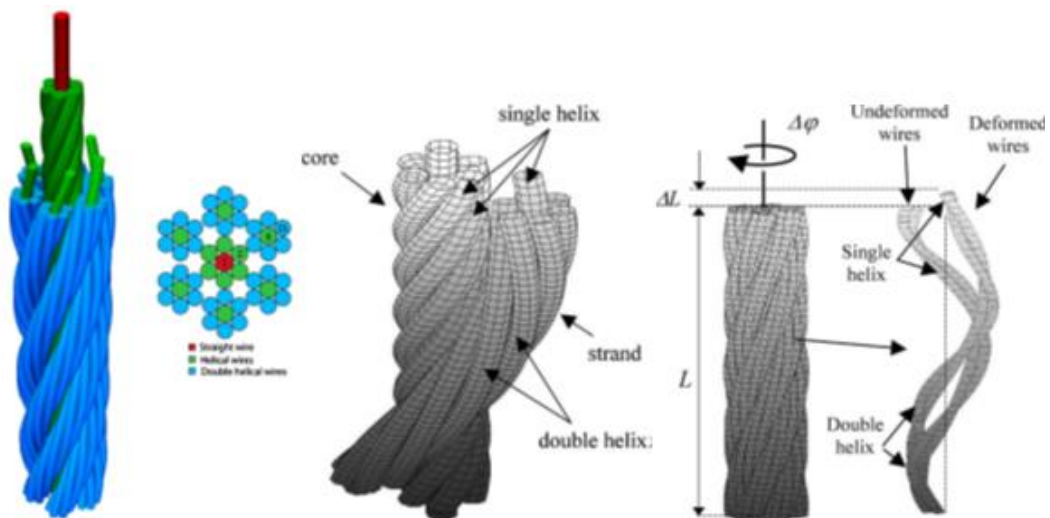 Straight wire
Helical wires
Double helical wires
core
single helix
strand
double helix
Undeformed
wires
Deformed
wires
Δφ
ΔL
L
Single
helix
Double
helix